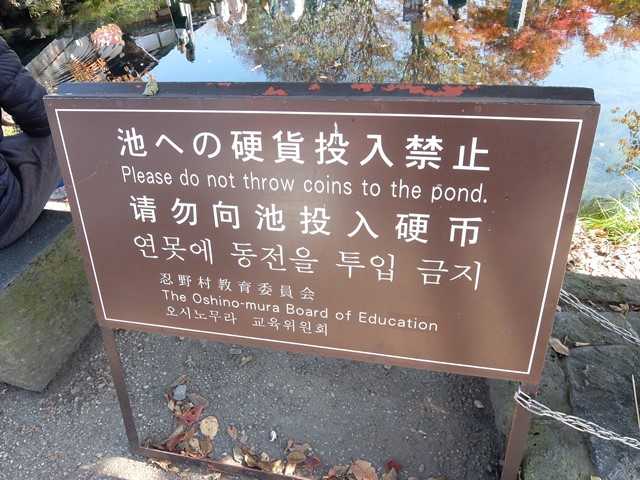 池への硬貨投入禁止
Please do not throw coins to the pond.
请勿向池投入硬币
연못에 동전을 투입 금지
忍野村教育委員会
The Oshino-mura Board of Education
오시노무라 교육위원회